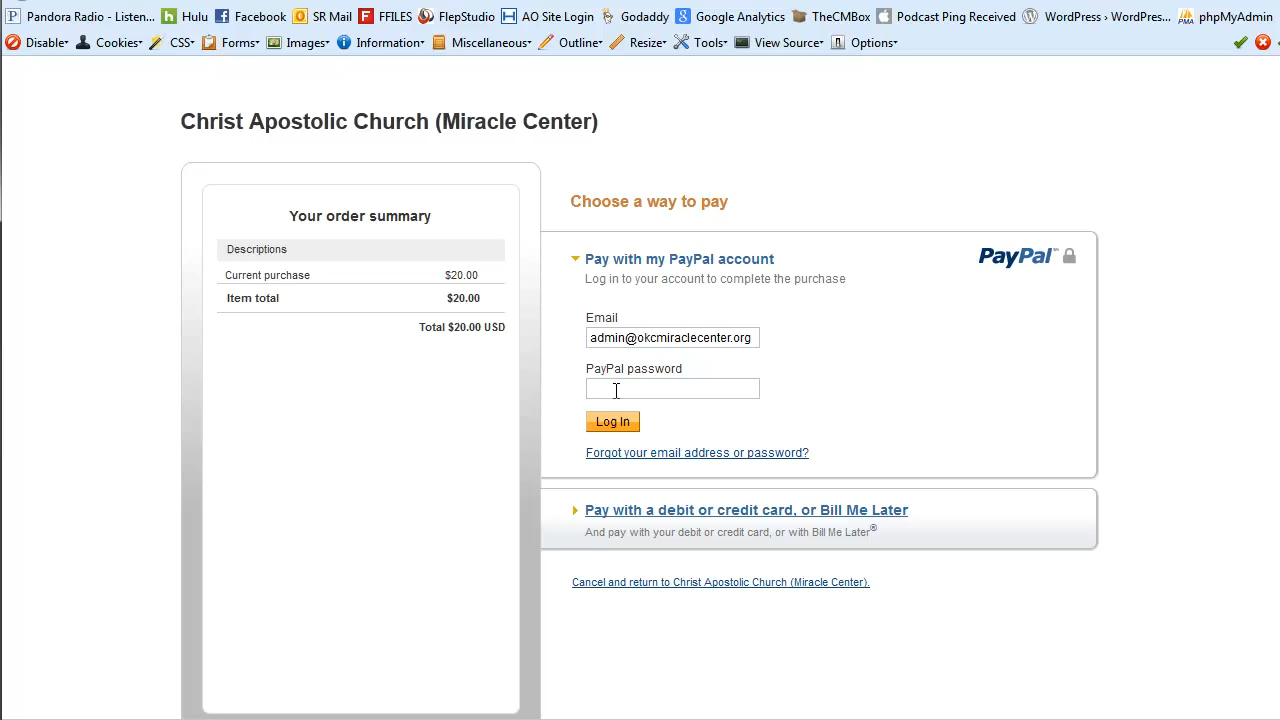 Pandora Radio - Listen... Hulu Facebook SR Mail FFILES FlepStudio AO Site Login Godaddy Google Analytics TheCMBox Podcast Ping Received WordPress › WordPres... phpMyAdmin
Disable Cookies CSS Forms Images Information Miscellaneous Outline Resize Tools View Source Options
Christ Apostolic Church (Miracle Center)
Choose a way to pay
Your order summary
Descriptions
Current purchase $20.00
Item total $20.00
Total $20.00 USD
Pay with my PayPal account
PayPal
Log in to your account to complete the purchase
Email
admin@okcmiraclecenter.org
PayPal password
Log In
Forgot your email address or password?
Pay with a debit or credit card, or Bill Me Later
And pay with your debit or credit card, or with Bill Me Later®
Cancel and return to Christ Apostolic Church (Miracle Center).